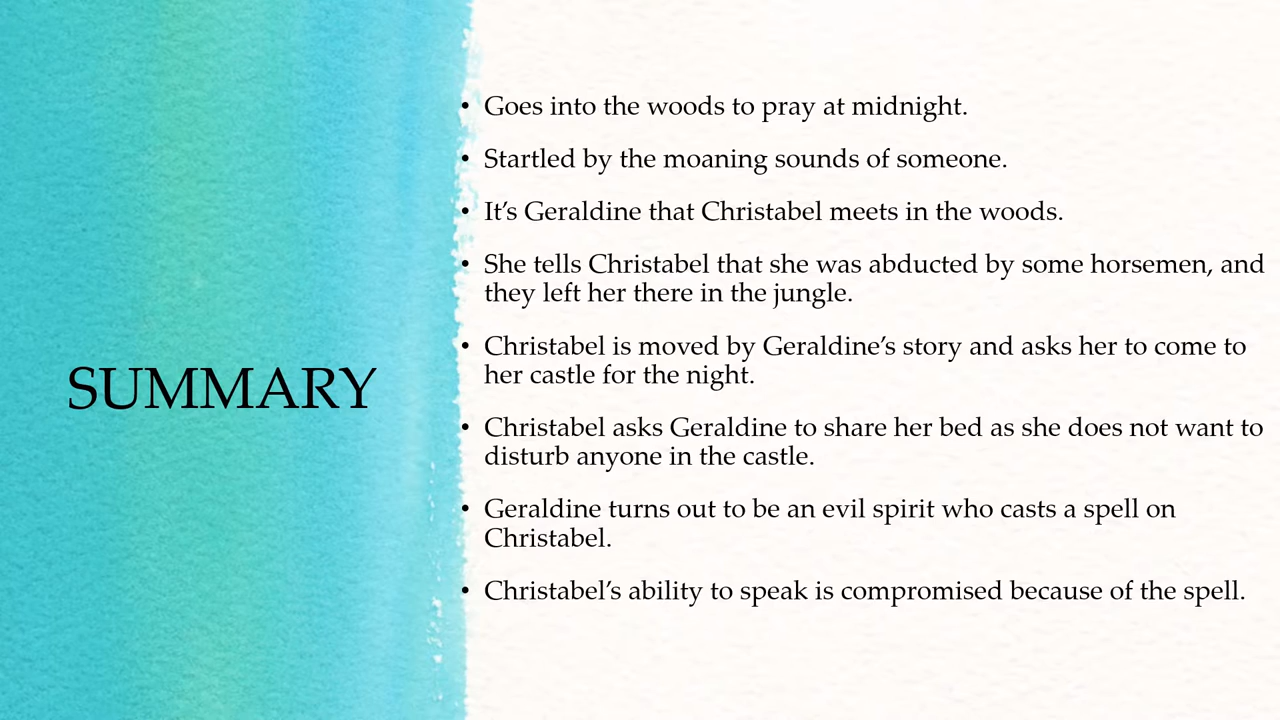 SUMMARY
• Goes into the woods to pray at midnight.
• Startled by the moaning sounds of someone.
• It’s Geraldine that Christabel meets in the woods.
• She tells Christabel that she was abducted by some horsemen, and
they left her there in the jungle.
• Christabel is moved by Geraldine’s story and asks her to come to
her castle for the night.
• Christabel asks Geraldine to share her bed as she does not want to
disturb anyone in the castle.
• Geraldine turns out to be an evil spirit who casts a spell on
Christabel.
• Christabel’s ability to speak is compromised because of the spell.